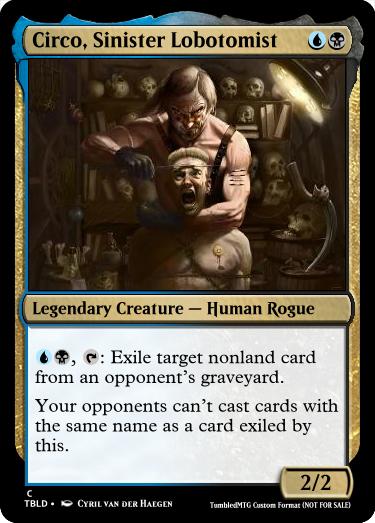 Circo, Sinister Lobotomist
Legendary Creature — Human Rogue
: Exile target nonland card
from an opponent's graveyard.
Your opponents can't cast cards with
the same name as a card exiled by
this.
2/2
C
TBLD • Cyril van der Haegen
TumbledMTG Custom Format (NOT FOR SALE)